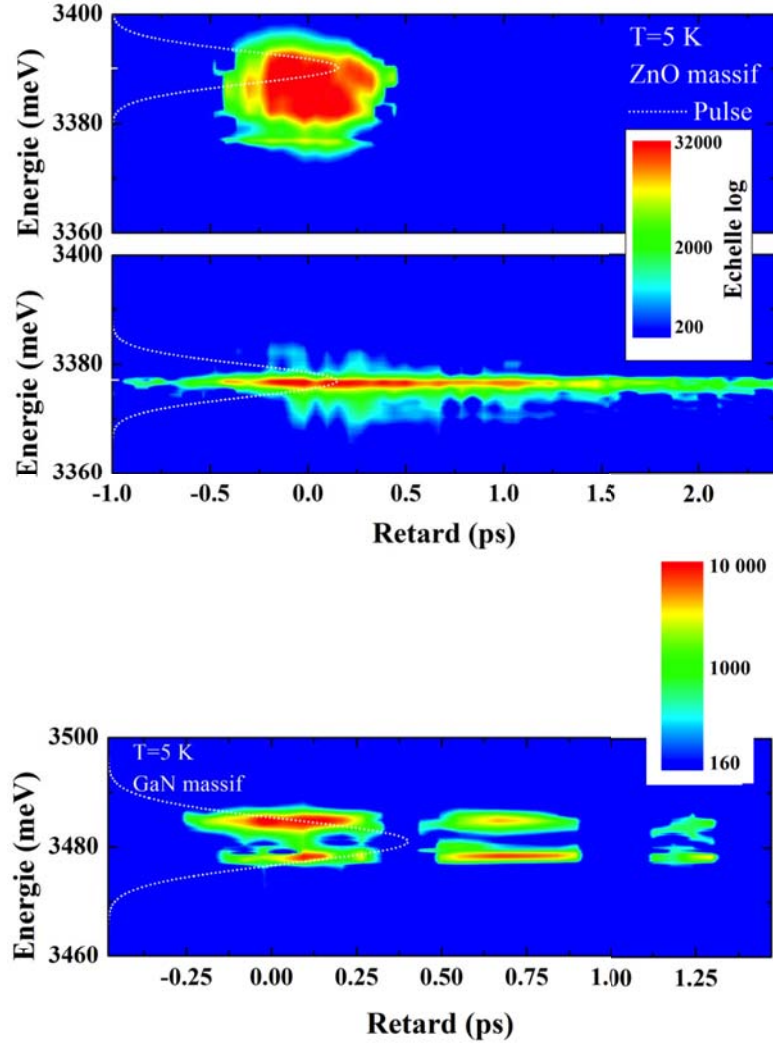 3400
T=5 K
ZnO massif
Pulse
Energie (meV)
3380
3360
32000
2000
200
Echelle log
3400
Energie (meV)
3380
3360
-1.0 -0.5 0.0 0.5 1.0 1.5 2.0
Retard (ps)
10 000
1000
160
3500
T=5 K
GaN massif
Energie (meV)
3480
3460
-0.25 0.00 0.25 0.50 0.75 1.00 1.25
Retard (ps)